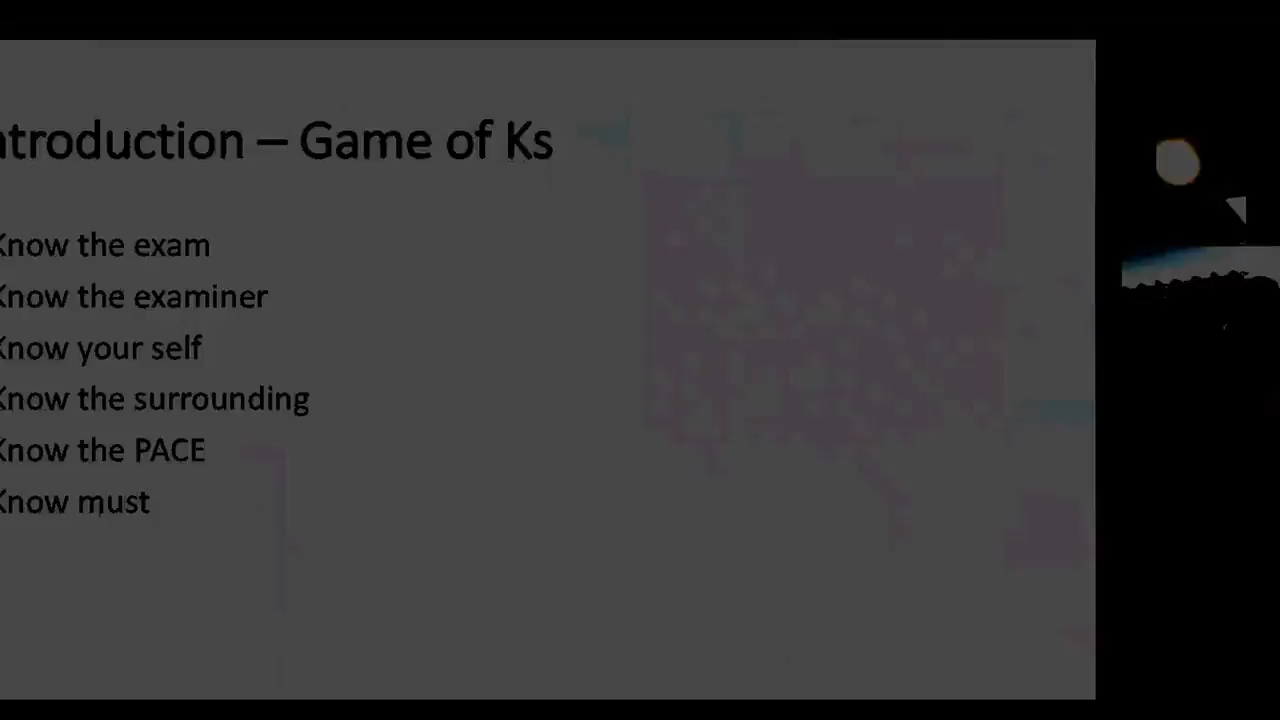 ntroduction – Game of Ks
Know the exam
Know the examiner
Know your self
Know the surrounding
Know the PACE
Know must